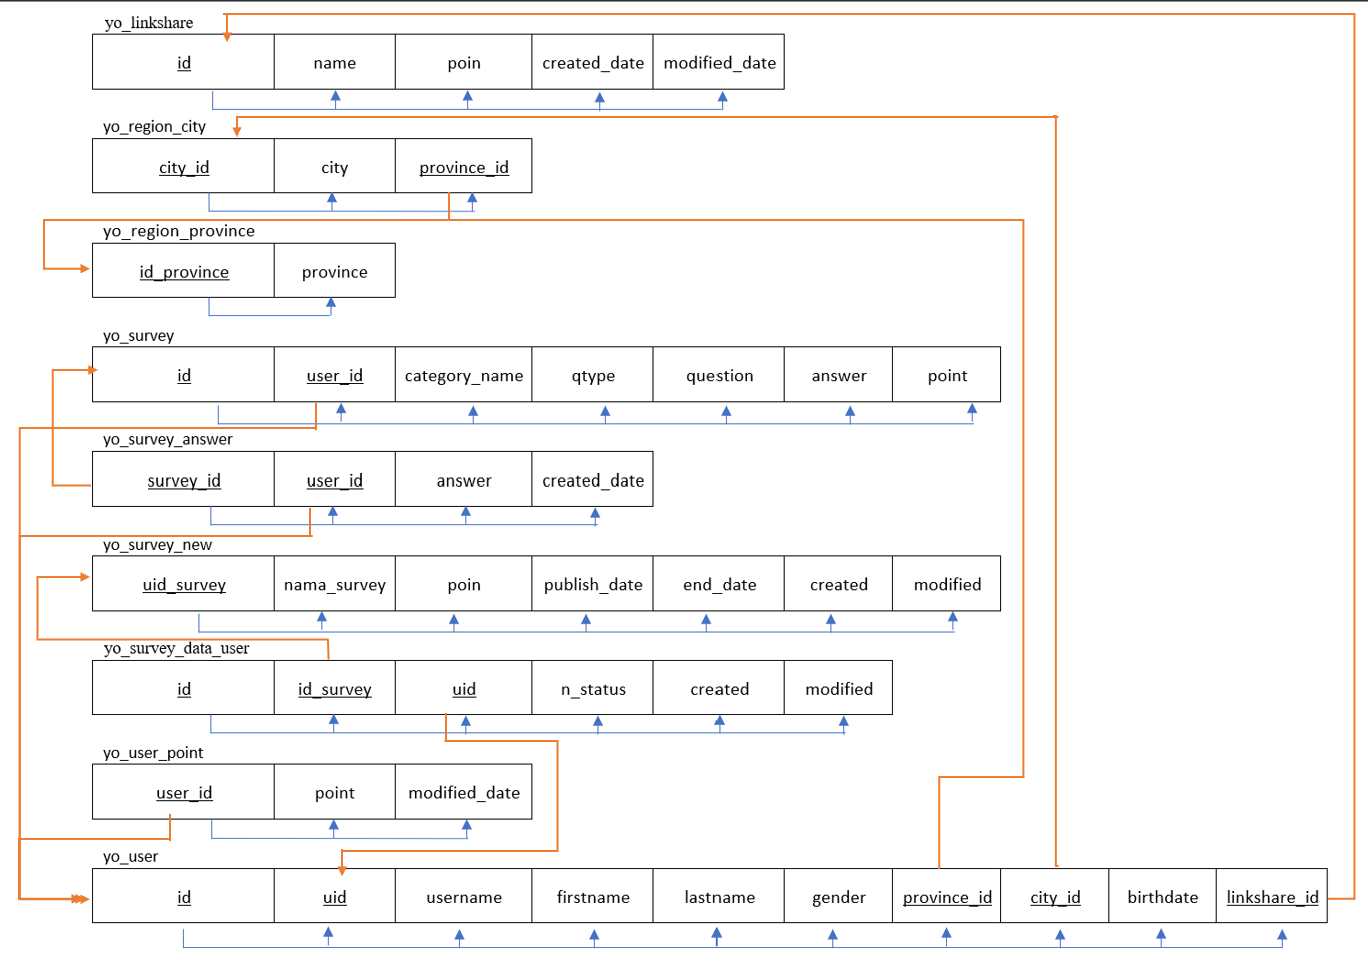 yo_linkshare
id name poin created_date modified_date
yo_region_city
city_id city province_id
yo_region_province
id_province province
yo_survey
id user_id category_name qtype question answer point
yo_survey_answer
survey_id user_id answer created_date
yo_survey_new
uid_survey nama_survey poin publish_date end_date created modified
yo_survey_data_user
id id_survey uid n_status created modified
yo_user_point
user_id point modified_date
yo_user
id uid username firstname lastname gender province_id city_id birthdate linkshare_id